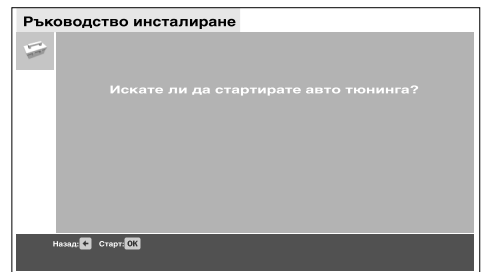 Ръководство инсталиране
Искате ли да стартирате авто тюнинга?
Назад: ← Старт: OK